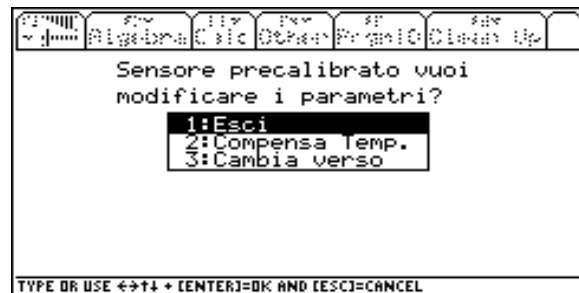 Algebra Calc Other PrgmIO Clean Up
Sensore precalibrato vuoi
modificare i parametri?
1:Esci
2:Compensa Temp.
3:Cambia verso
TYPE OR USE ←→↑↓ + [ENTER]=OK AND [ESC]=CANCEL